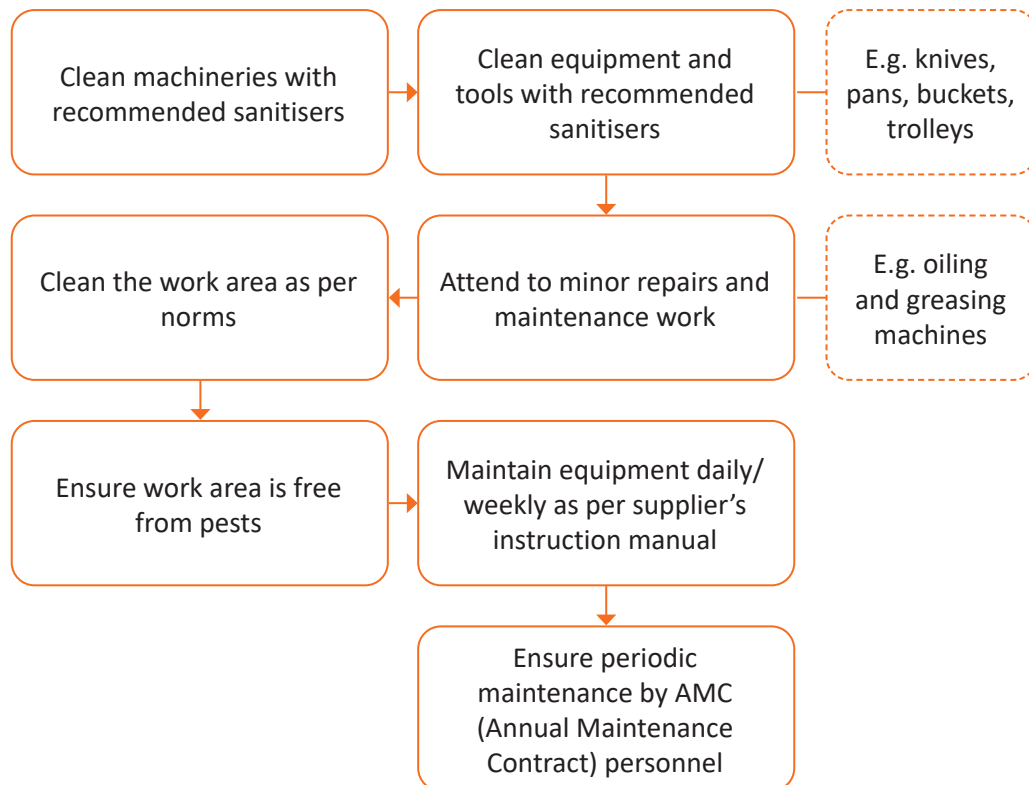 Clean machineries with
recommended sanitisers
Clean equipment and
tools with recommended
sanitisers
E.g. knives,
pans, buckets,
trolleys
Clean the work area as per
norms
Attend to minor repairs and
maintenance work
E.g. oiling
and greasing
machines
Ensure work area is free
from pests
Maintain equipment daily/
weekly as per supplier’s
instruction manual
Ensure periodic
maintenance by AMC
(Annual Maintenance
Contract) personnel